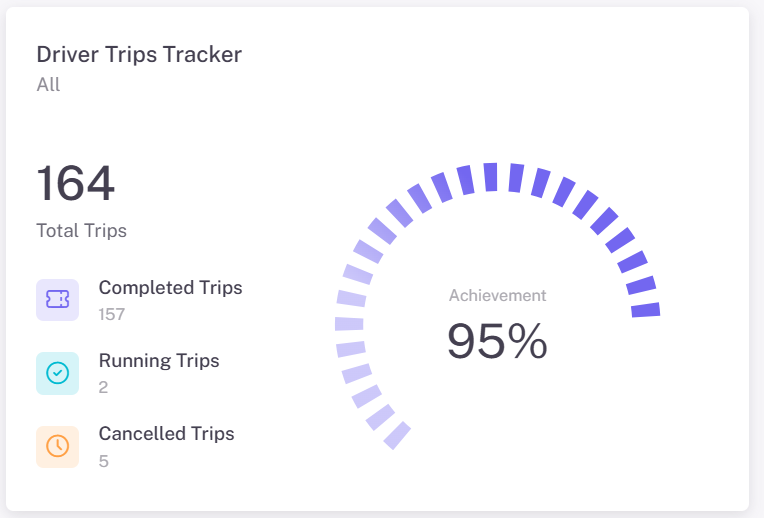 Driver Trips Tracker
All
164
Total Trips
Completed Trips
157
Running Trips
2
Cancelled Trips
5
Achievement
95%